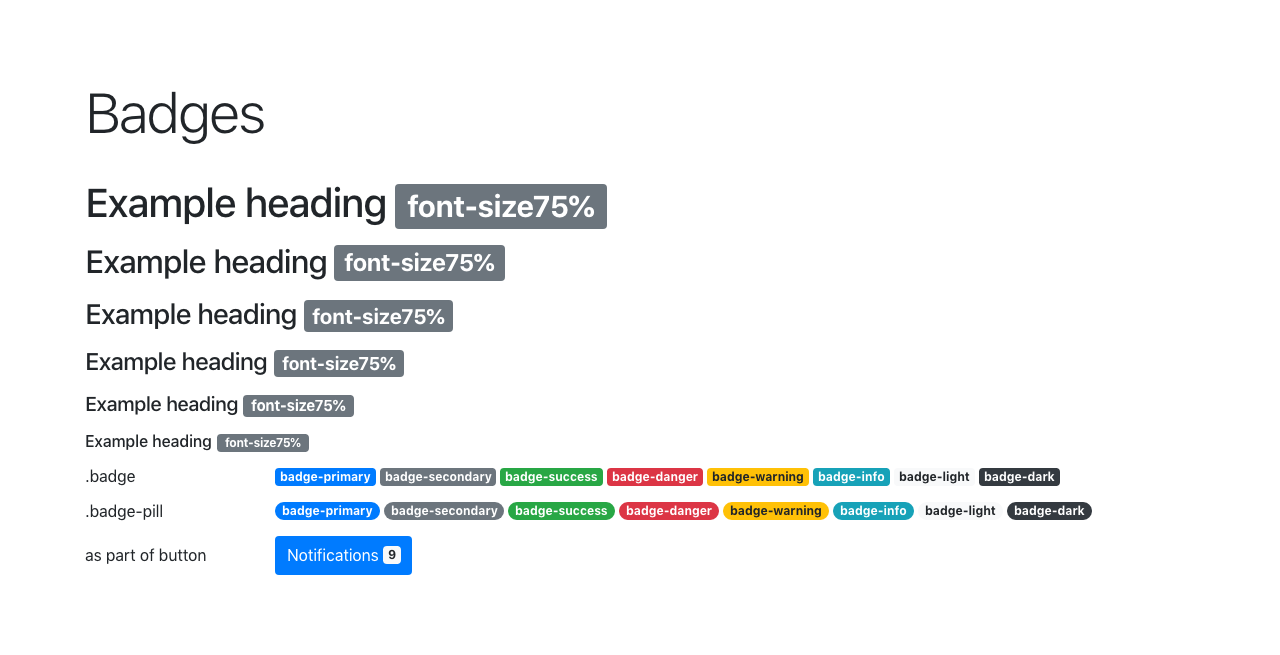 Badges
Example heading font-size75%
Example heading font-size75%
Example heading font-size75%
Example heading font-size75%
Example heading font-size75%
Example heading font-size75%
.badge badge-primary badge-secondary badge-success badge-danger badge-warning badge-info badge-light badge-dark
.badge-pill badge-primary badge-secondary badge-success badge-danger badge-warning badge-info badge-light badge-dark
as part of button Notifications 9